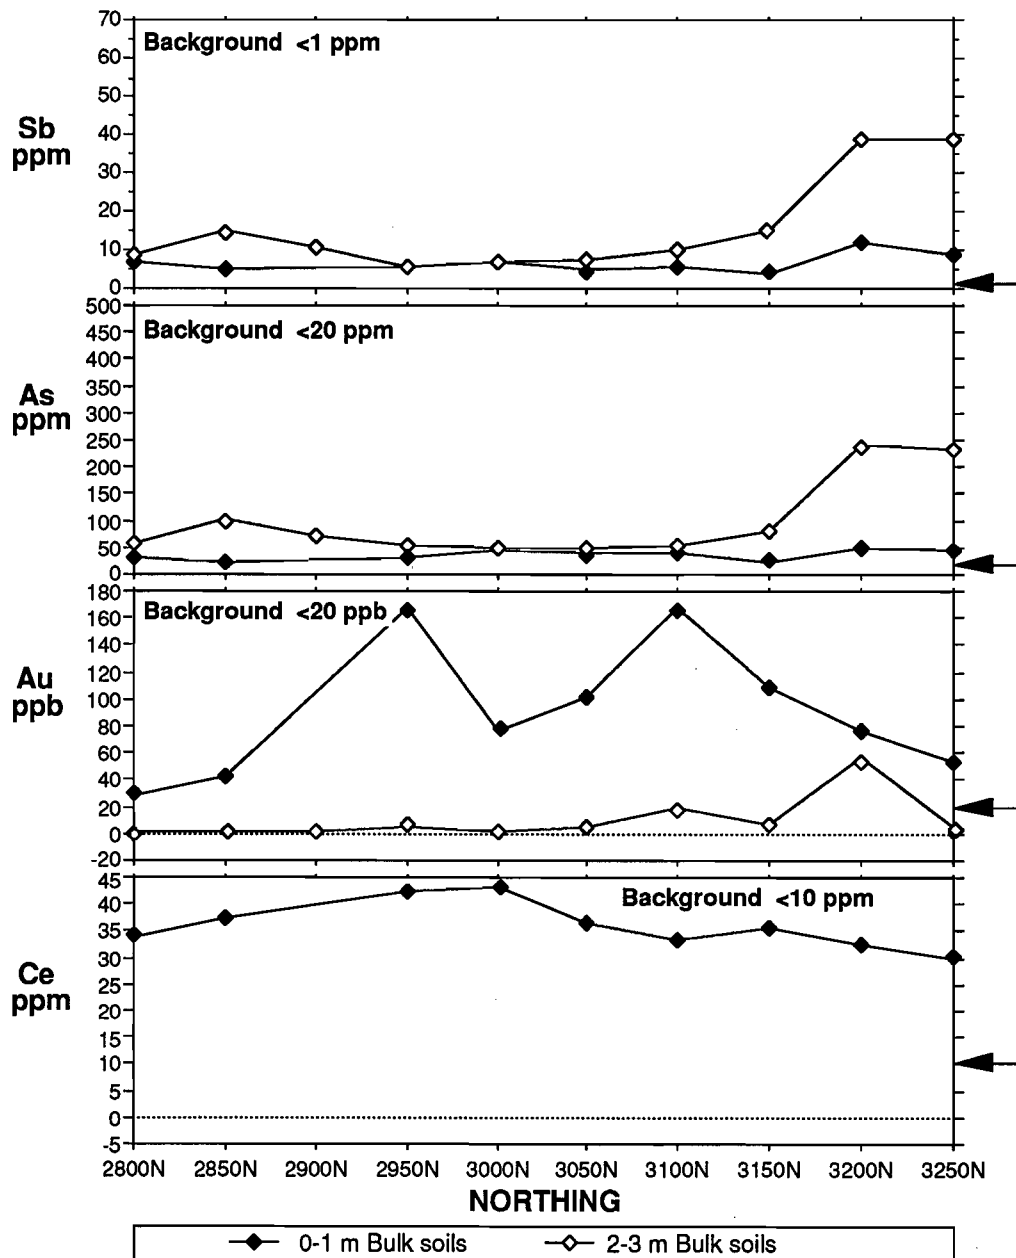 70
Background <1 ppm
60
50
Sb
ppm
40
30
20
10
0
500
Background <20 ppm
450
400
As
ppm
350
300
250
200
150
100
50
0
180
Background <20 ppb
160
140
Au
ppb
120
100
80
60
40
20
0
-20
45
Background <10 ppm
40
35
30
Ce
ppm
25
20
15
10
5
0
-5
2800N 2850N 2900N 2950N 3000N 3050N 3100N 3150N 3200N 3250N
NORTHING
0-1 m Bulk soils 2-3 m Bulk soils